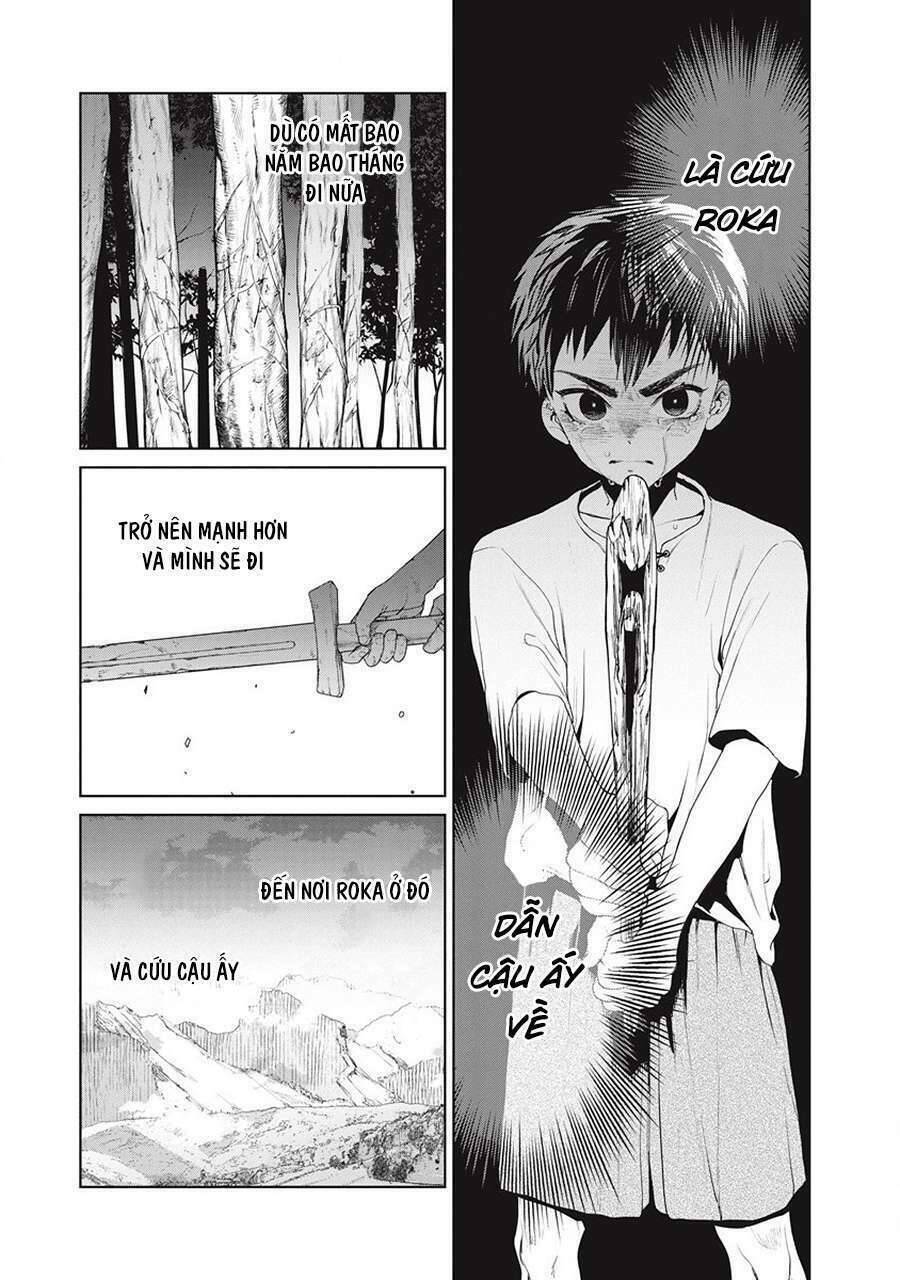 LÀ CỨU
ROKA
DẪN
CẬU ẤY
VỀ
DÙ CÓ MẤT BAO
NĂM BAO THÁNG
ĐI NỮA
TRỞ NÊN MẠNH HƠN
VÀ MÌNH SẼ ĐI
ĐẾN NƠI ROKA Ở ĐÓ
VÀ CỨU CẬU ẤY